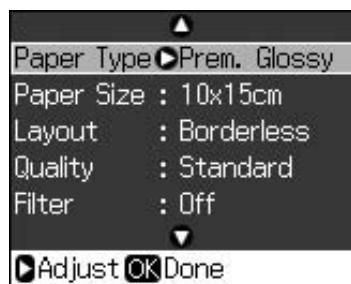 Paper Type Prem. Glossy
Paper Size : 10x15cm
Layout : Borderless
Quality : Standard
Filter : Off
Adjust OK Done